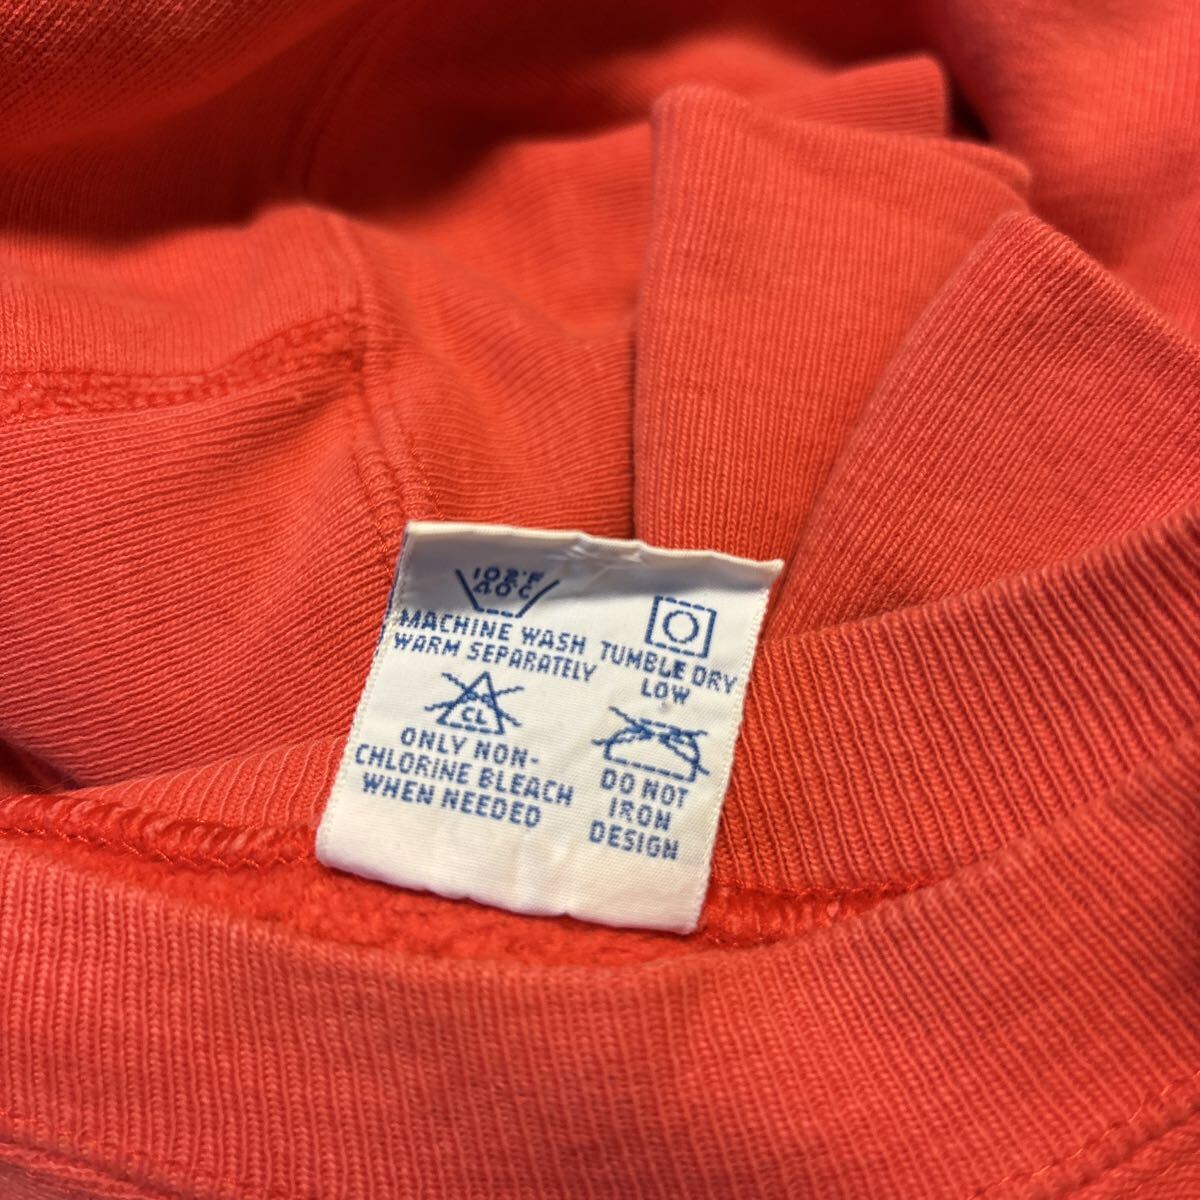 102°F
40°C
MACHINE WASH
WARM SEPARATELY
CL
ONLY NON-
CHLORINE BLEACH
WHEN NEEDED
TUMBLE DRY
LOW
DO NOT
IRON
DESIGN